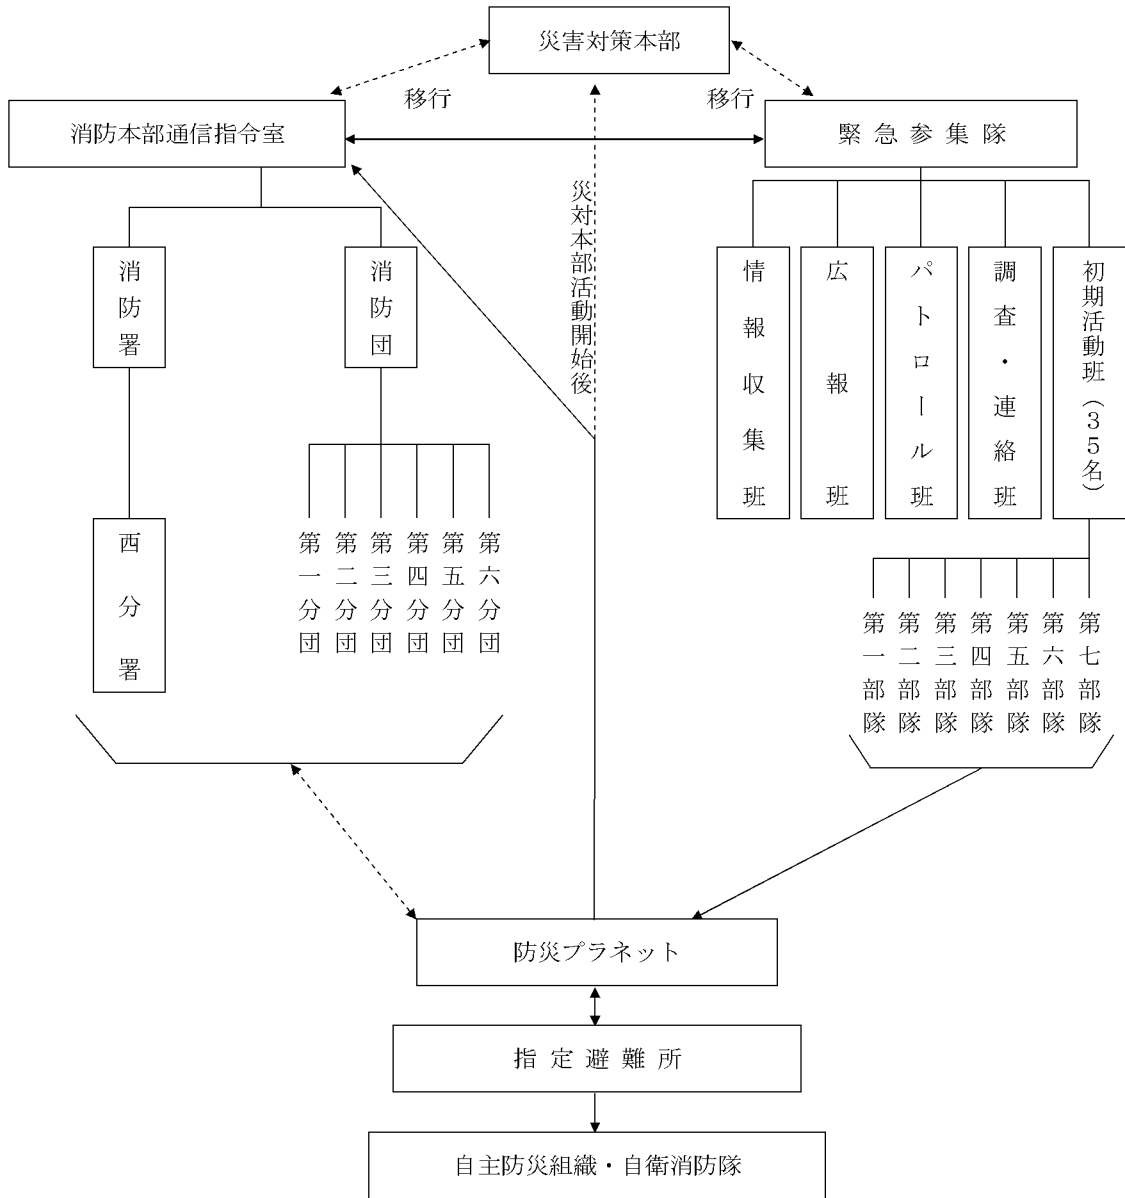 災害対策本部
移行
移行
消防本部通信指令室
緊急参集隊
災対本部活動開始後
消防署
消防団
情報収集班
広報班
パトロール班
調査・連絡班
初期活動班（３５名）
西分署
第一分団
第二分団
第三分団
第四分団
第五分団
第六分団
第一部隊
第二部隊
第三部隊
第四部隊
第五部隊
第六部隊
第七部隊
防災プラネット
指定避難所
自主防災組織・自衛消防隊